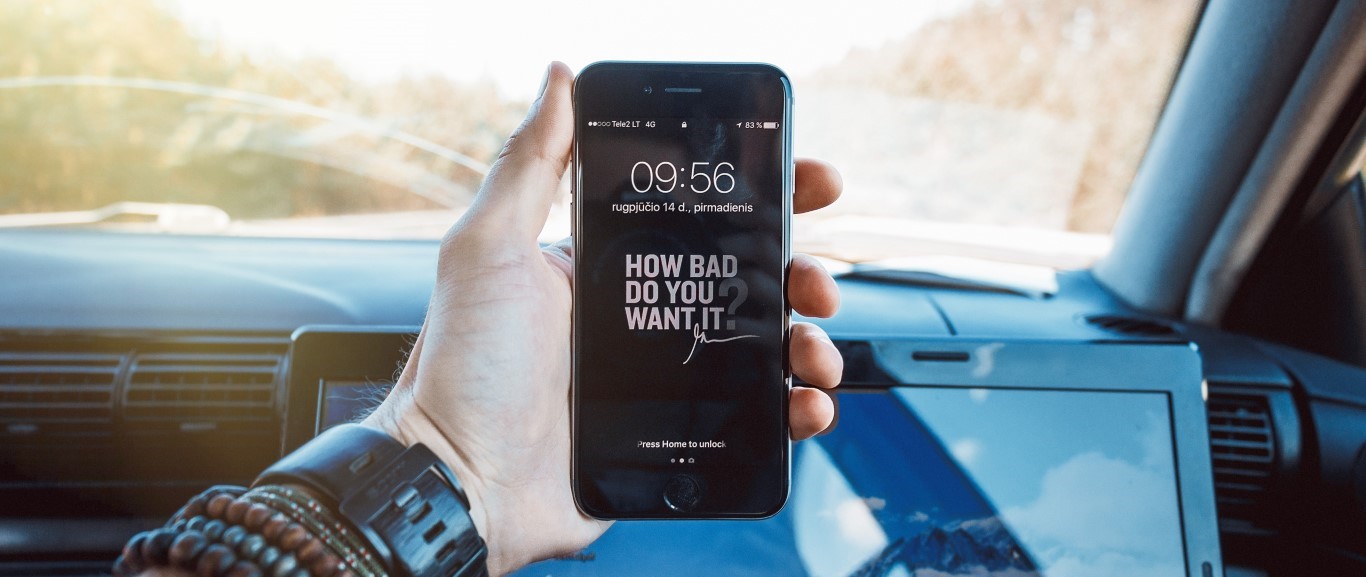 Tele2 LT 4G 83 %
09:56
rugpjūčio 14 d., pirmadienis
HOW BAD
DO YOU
WANT IT?
Press Home to unlock